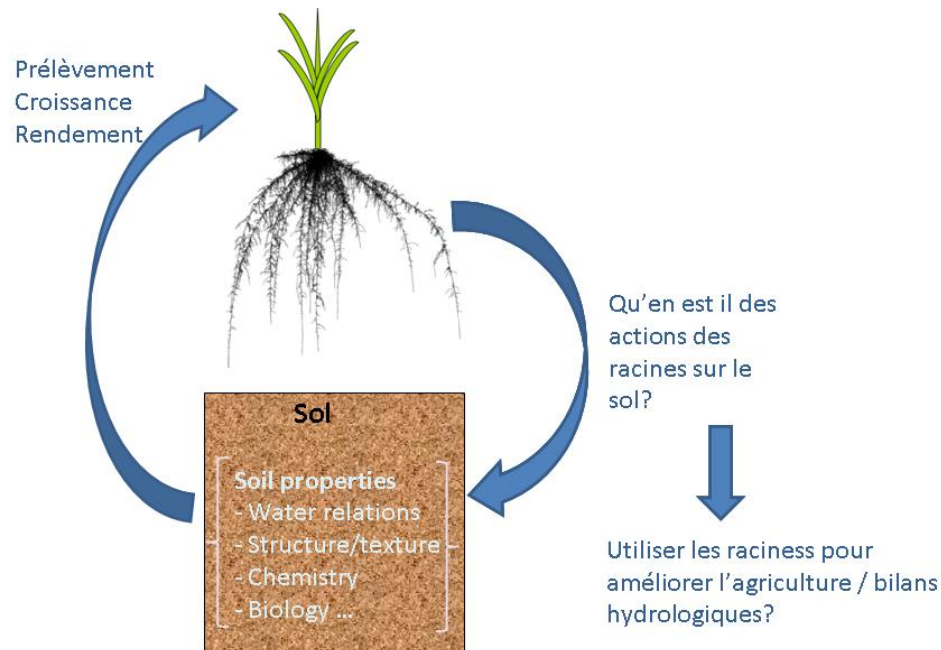 Prélèvement
Croissance
Rendement
Qu'en est il des
actions des
racines sur le
sol?
Sol
Soil properties
- Water relations
- Structure/texture
- Chemistry
- Biology ...
Utiliser les raciness pour
améliorer l'agriculture / bilans
hydrologiques?